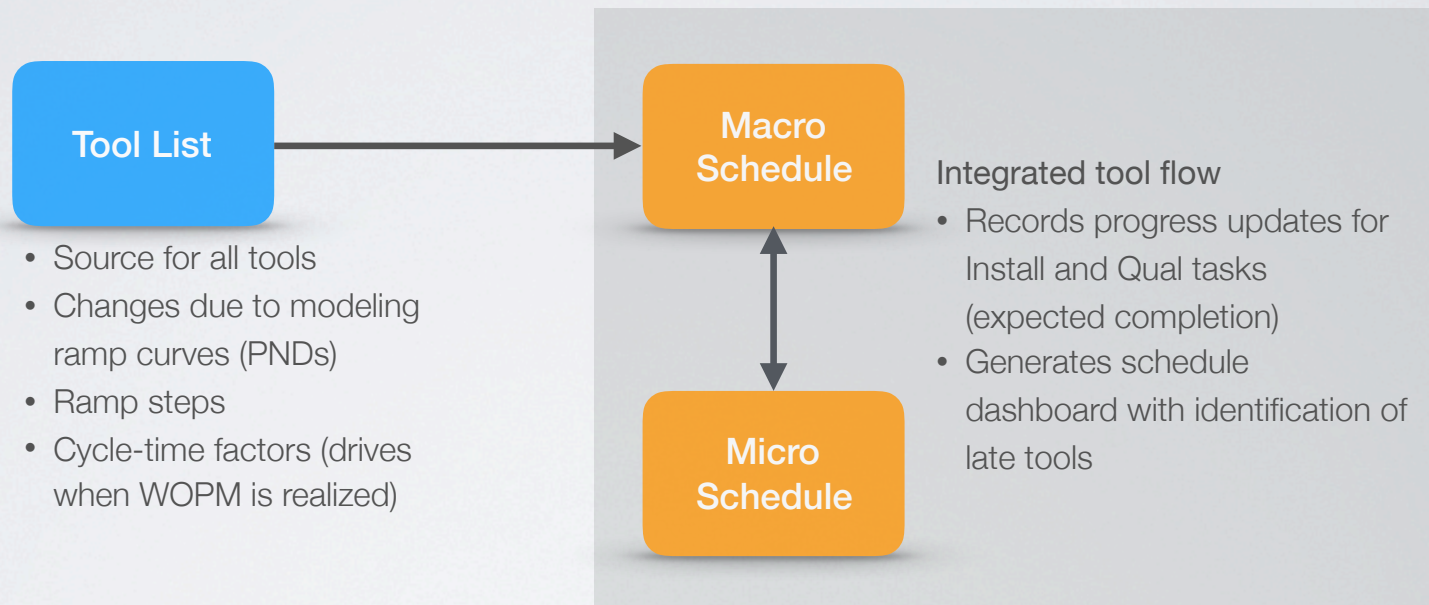 Tool List
• Source for all tools
• Changes due to modeling
ramp curves (PNDs)
• Ramp steps
• Cycle-time factors (drives
when WOPM is realized)
Macro
Schedule
Micro
Schedule
Integrated tool flow
• Records progress updates for
Install and Qual tasks
(expected completion)
• Generates schedule
dashboard with identification of
late tools